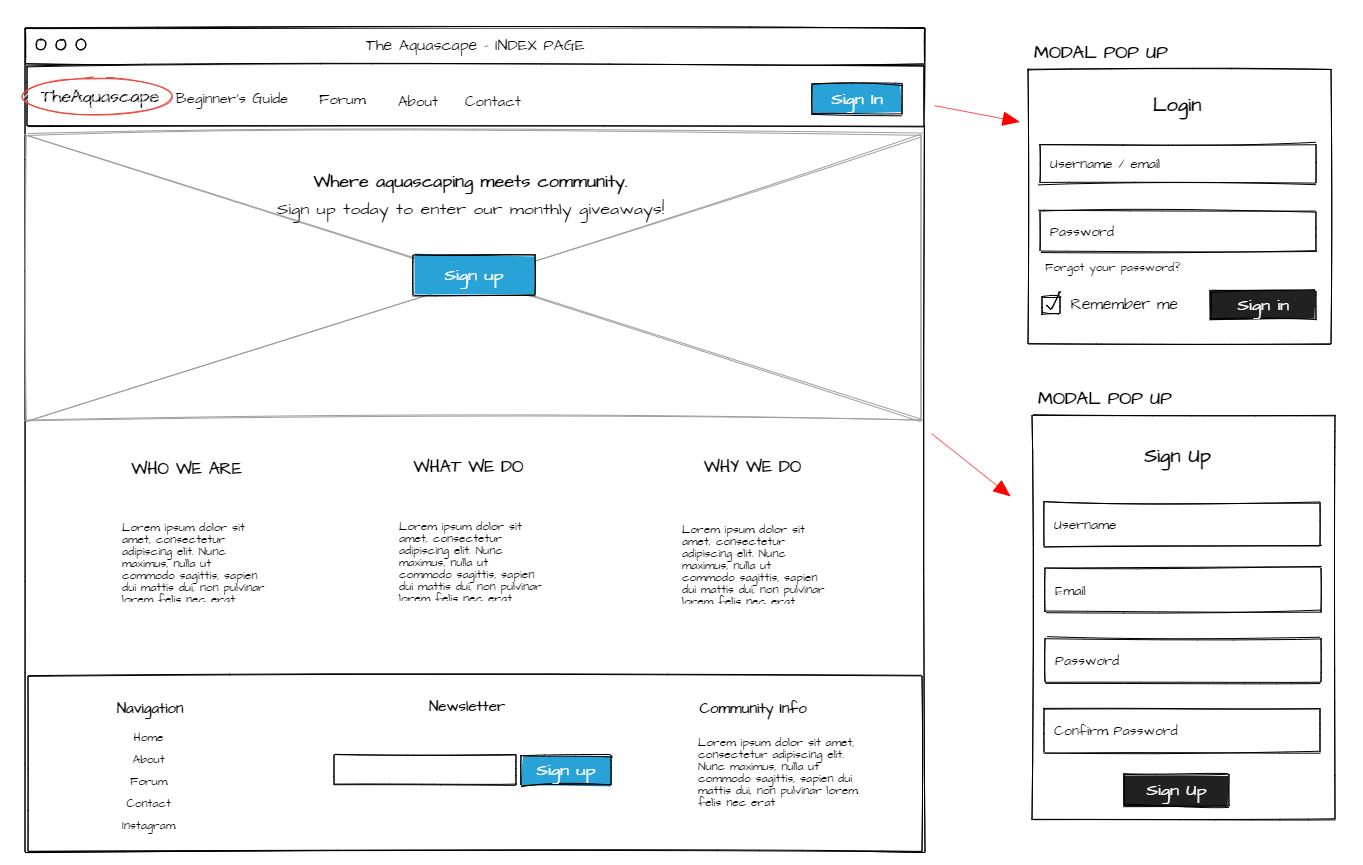 The Aquascape - INDEX PAGE
TheAquascape Beginner's Guide Forum About Contact Sign In
Where aquascaping meets community.
Sign up today to enter our monthly giveaways!
Sign up
WHO WE ARE
Lorem ipsum dolor sit
amet, consectetur
adipiscing elit. Nunc
maximus, nulla ut
commodo sagittis, sapien
dui mattis dui, non pulvinar
lorem felis nec erat
WHAT WE DO
Lorem ipsum dolor sit
amet, consectetur
adipiscing elit. Nunc
maximus, nulla ut
commodo sagittis, sapien
dui mattis dui, non pulvinar
lorem felis nec erat
WHY WE DO
Lorem ipsum dolor sit
amet, consectetur
adipiscing elit. Nunc
maximus, nulla ut
commodo sagittis, sapien
dui mattis dui, non pulvinar
lorem felis nec erat
Navigation
Home
About
Forum
Contact
Instagram
Newsletter
Sign up
Community Info
Lorem ipsum dolor sit amet,
consectetur adipiscing elit.
Nunc maximus, nulla ut
commodo sagittis, sapien dui
mattis dui, non pulvinar lorem
felis nec erat
MODAL POP UP
Login
Username / email
Password
Forgot your password?
Remember me
Sign in
MODAL POP UP
Sign Up
Username
Email
Password
Confirm Password
Sign Up